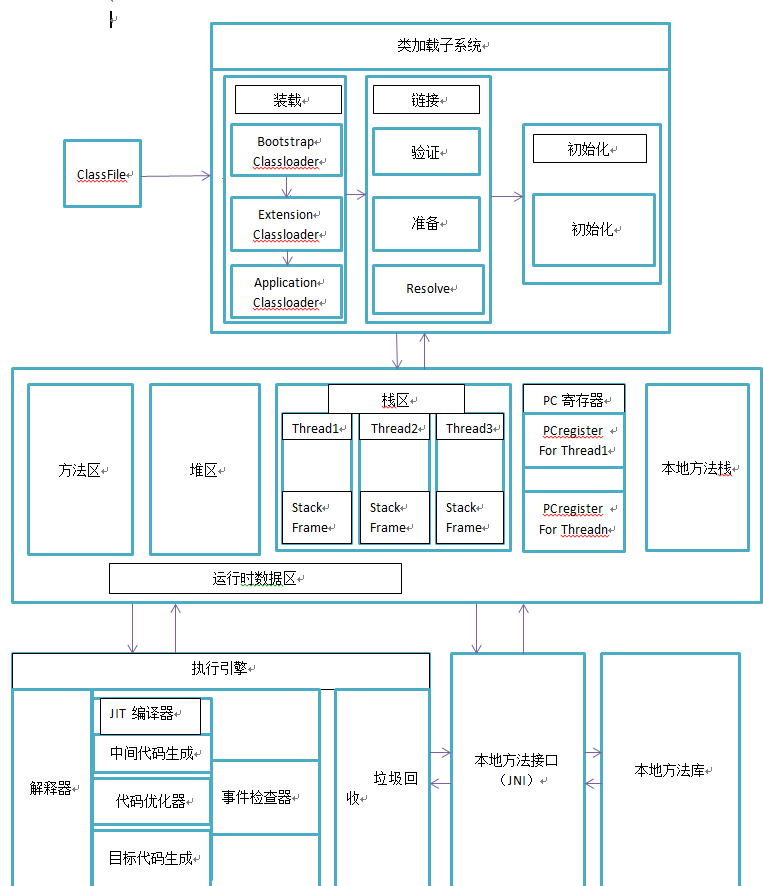 类加载子系统
装载
链接
Bootstrap
Classloader
验证
初始化
ClassFile
Extension
Classloader
准备
初始化
Application
Classloader
Resolve
栈区
PC 寄存器
Thread1
Thread2
Thread3
PCregister
For Thread1
方法区
堆区
本地方法栈
Stack
Frame
Stack
Frame
Stack
Frame
PCregister
For Threadn
运行时数据区
执行引擎
JIT 编译器
中间代码生成
解释器
代码优化器
事件检查器
垃圾回
收
目标代码生成
本地方法接口
（JNI）
本地方法库